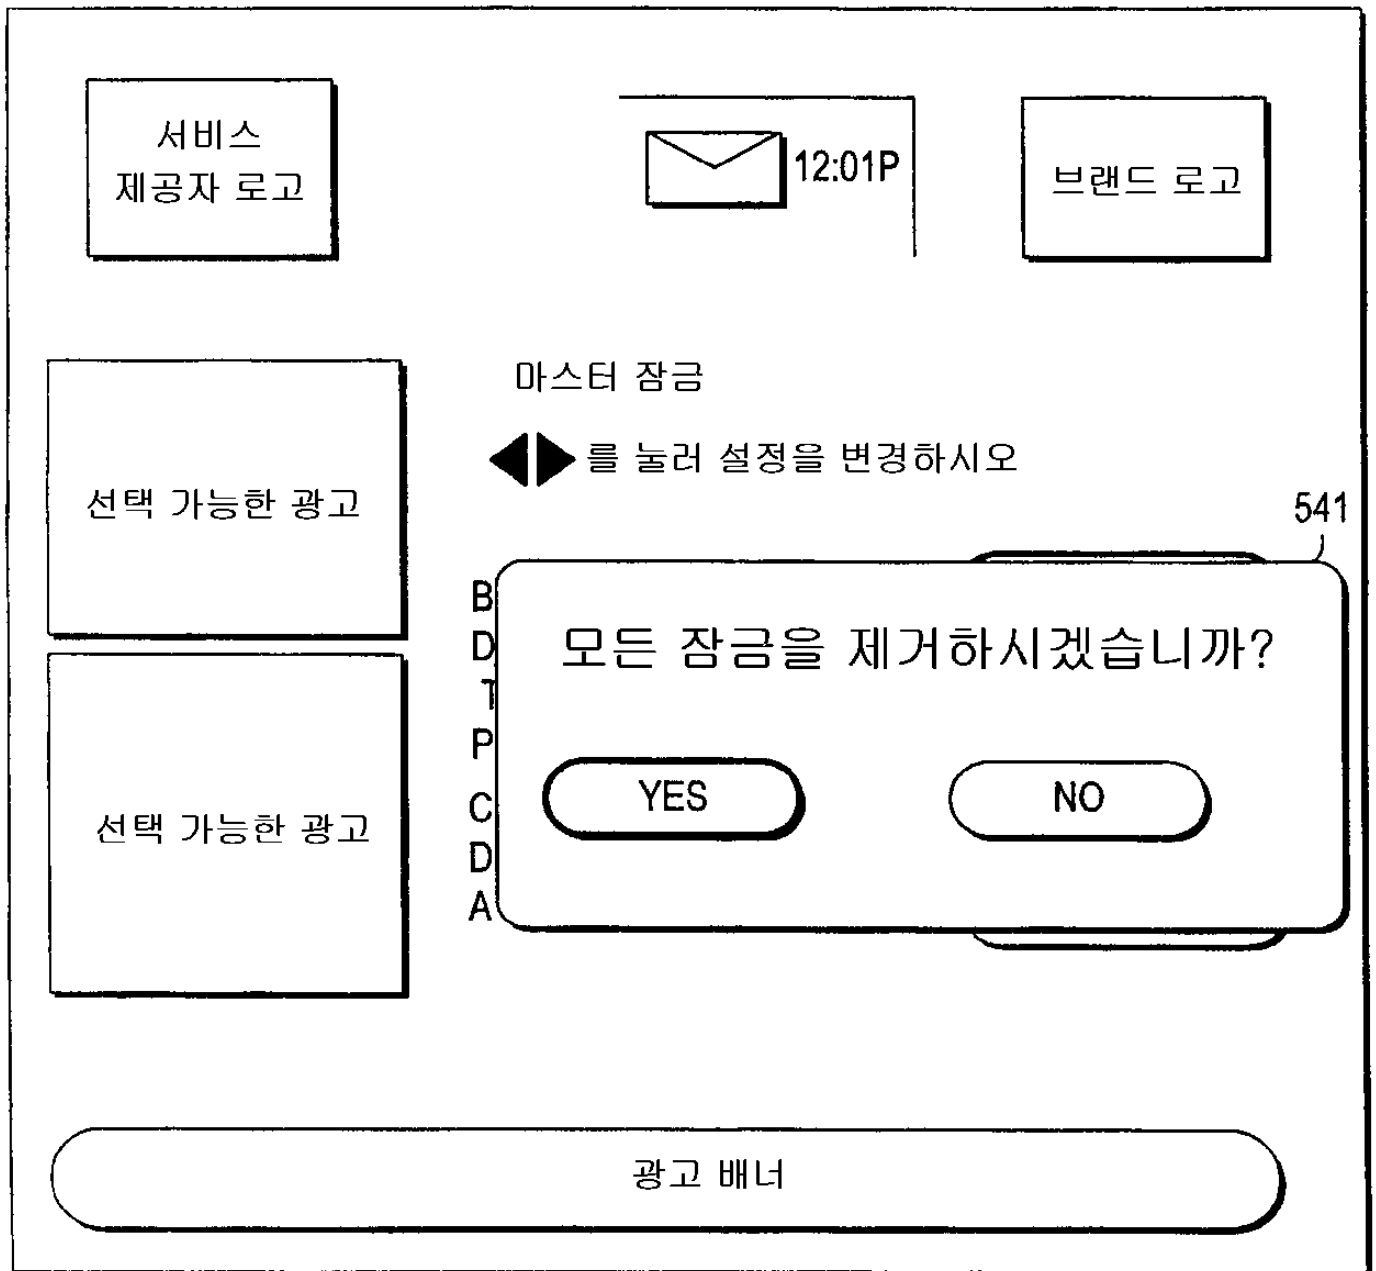 서비스
제공자 로고
12:01P
브랜드 로고
마스터 잠금
를 눌러 설정을 변경하시오
선택 가능한 광고
541
B
D
T
P
C
D
A
모든 잠금을 제거하시겠습니까?
YES
NO
선택 가능한 광고
광고 배너